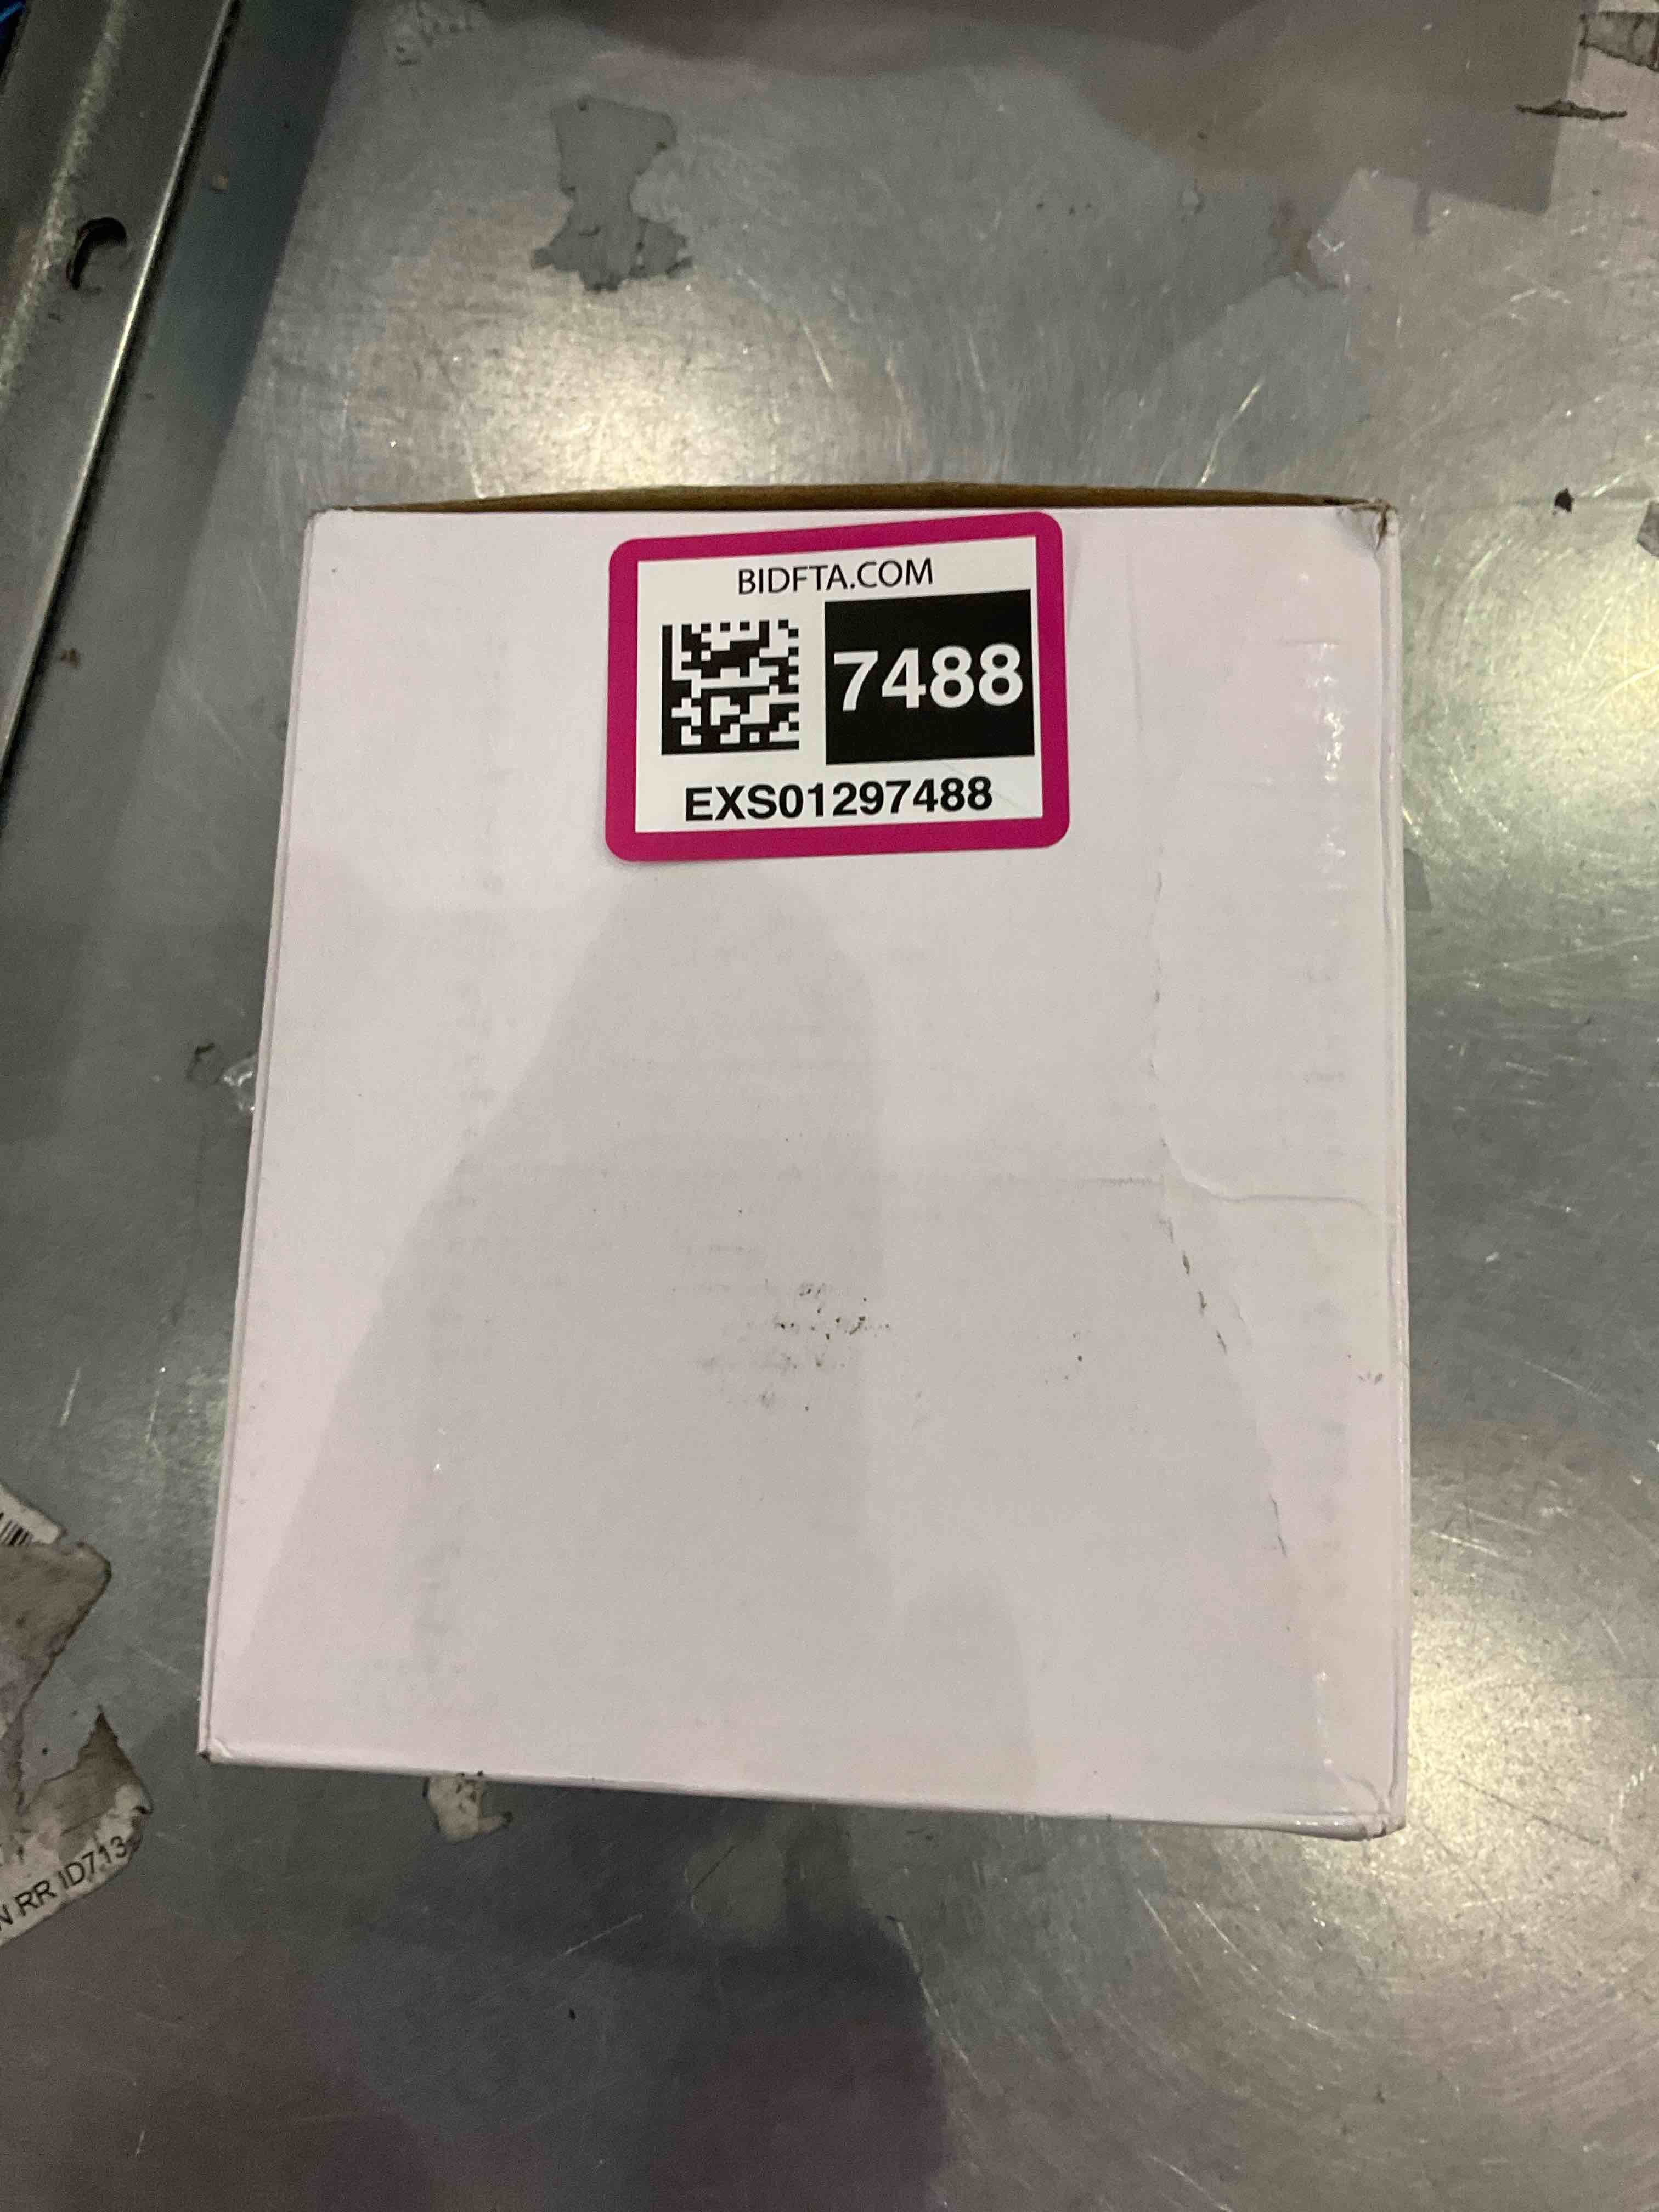 BIDFTA.COM
7488
EXS01297488
RR ID713